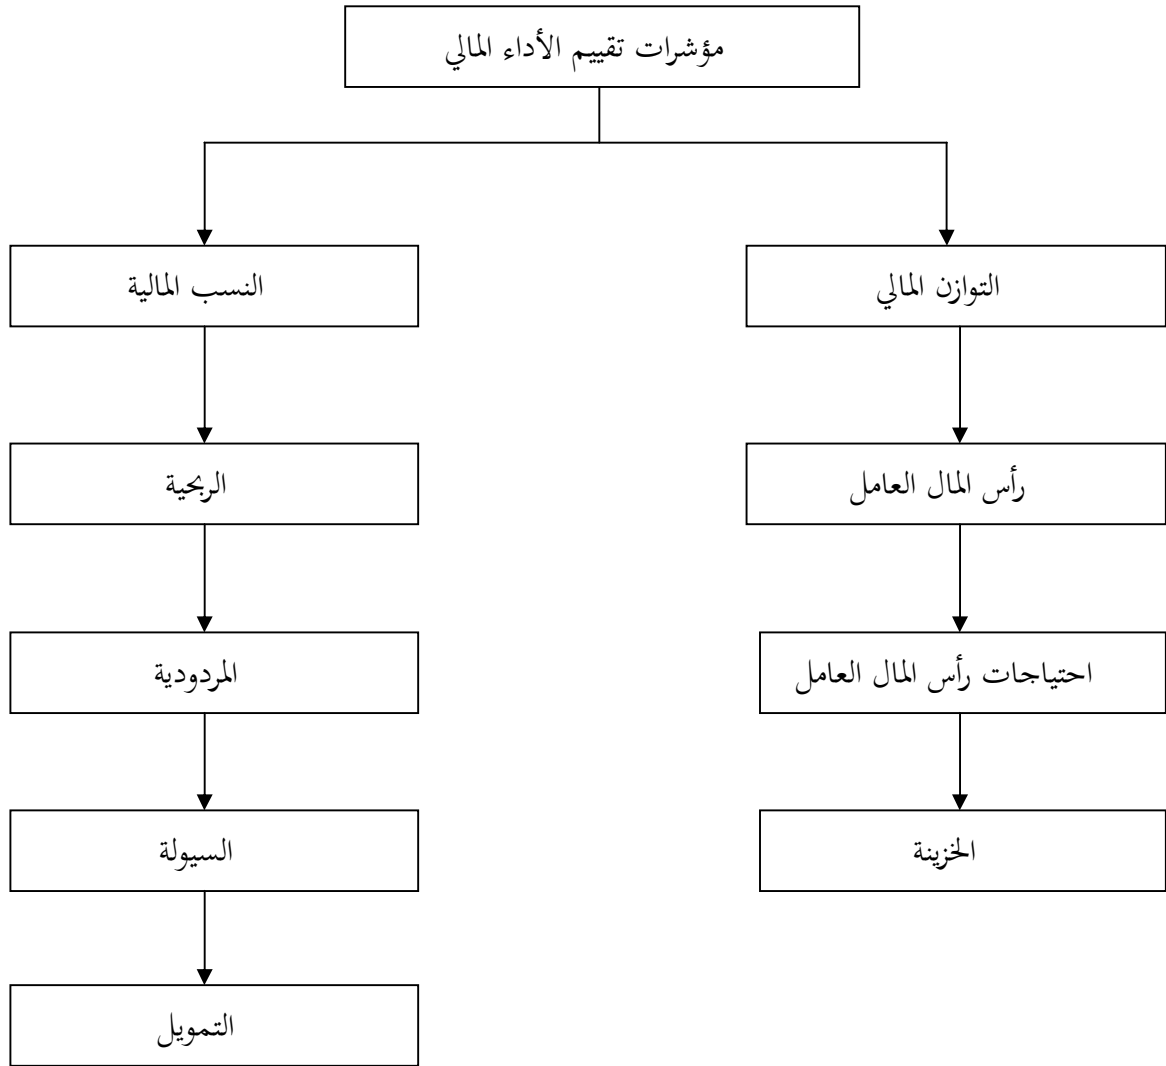 مؤشرات تقييم الأداء المالي
التوازن المالي
النسب المالية
رأس المال العامل
الربحية
احتياجات رأس المال العامل
المردودية
الخزينة
السيولة
التمويل